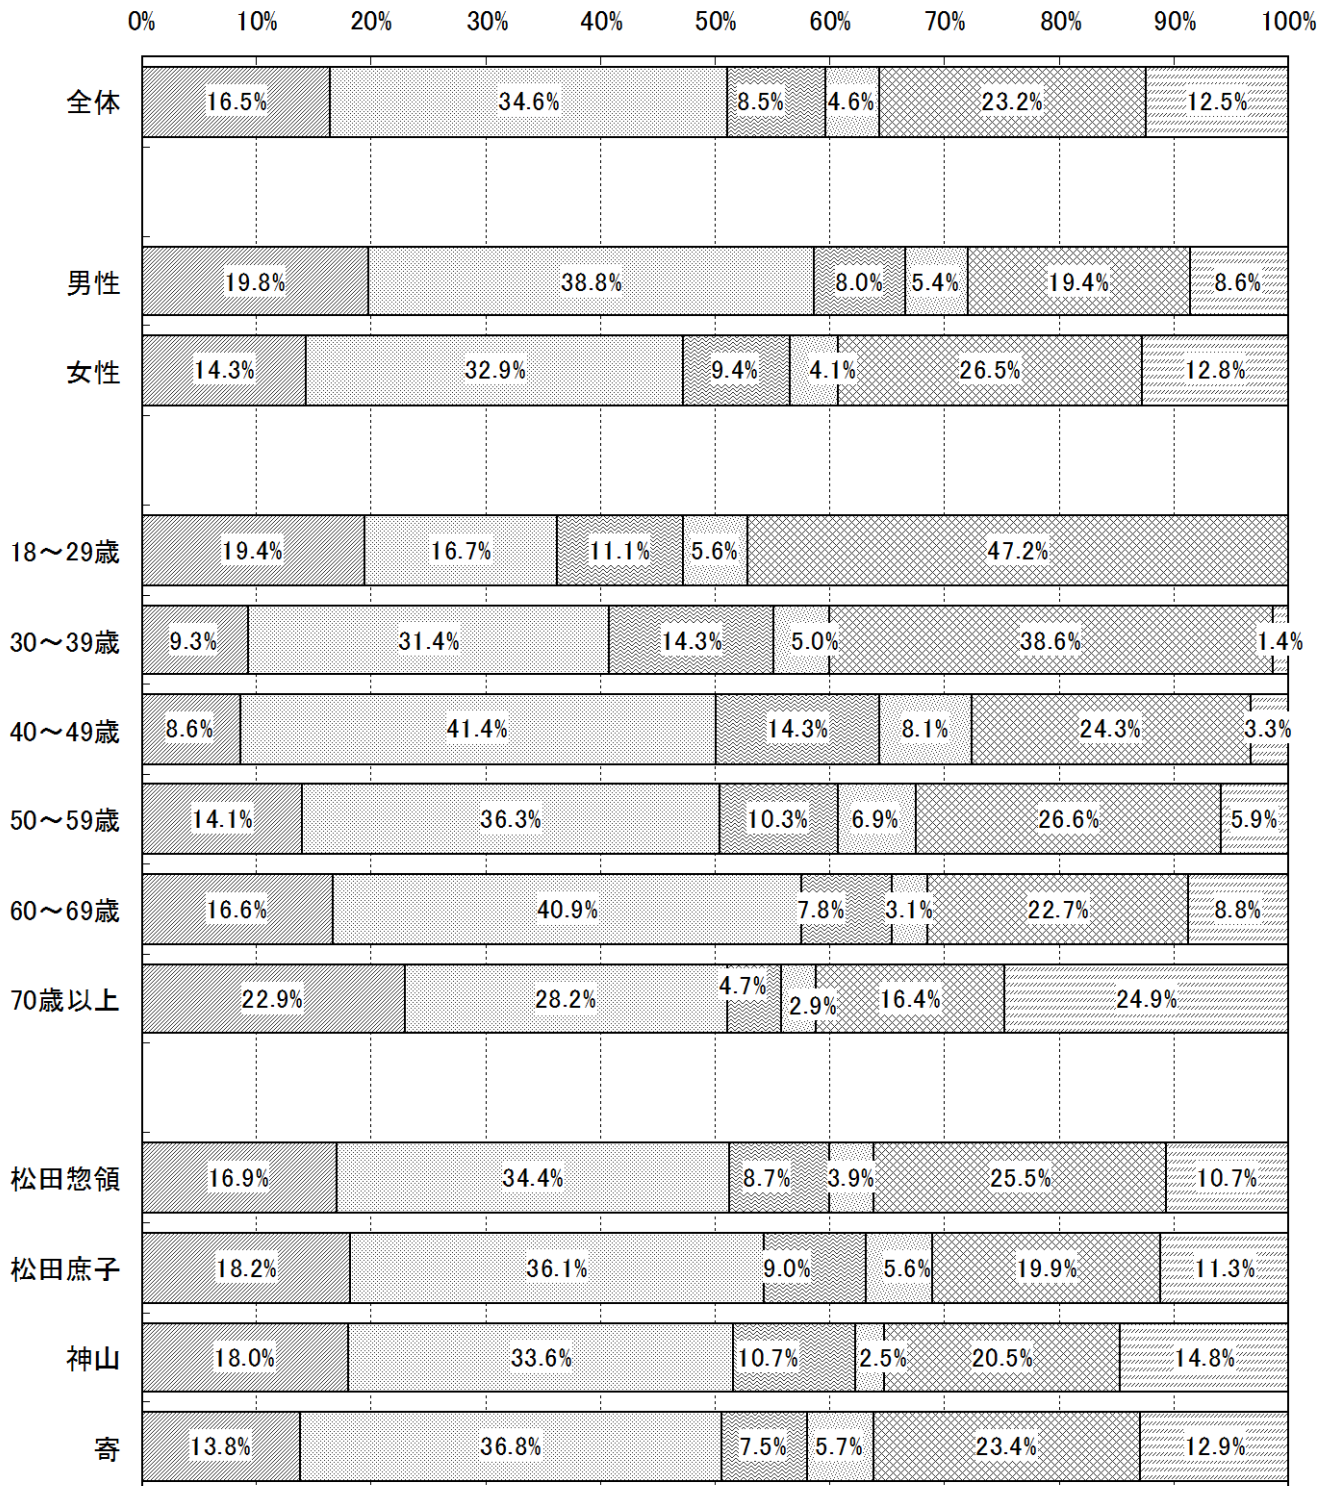 0% 10% 20% 30% 40% 50% 60% 70% 80% 90% 100%
全体 16.5% 34.6% 8.5% 4.6% 23.2% 12.5%
男性 19.8% 38.8% 8.0% 5.4% 19.4% 8.6%
女性 14.3% 32.9% 9.4% 4.1% 26.5% 12.8%
18～29歳 19.4% 16.7% 11.1% 5.6% 47.2%
30～39歳 9.3% 31.4% 14.3% 5.0% 38.6% 1.4%
40～49歳 8.6% 41.4% 14.3% 8.1% 24.3% 3.3%
50～59歳 14.1% 36.3% 10.3% 6.9% 26.6% 5.9%
60～69歳 16.6% 40.9% 7.8% 3.1% 22.7% 8.8%
70歳以上 22.9% 28.2% 4.7% 2.9% 16.4% 24.9%
松田惣領 16.9% 34.4% 8.7% 3.9% 25.5% 10.7%
松田庶子 18.2% 36.1% 9.0% 5.6% 19.9% 11.3%
神山 18.0% 33.6% 10.7% 2.5% 20.5% 14.8%
寄 13.8% 36.8% 7.5% 5.7% 23.4% 12.9%